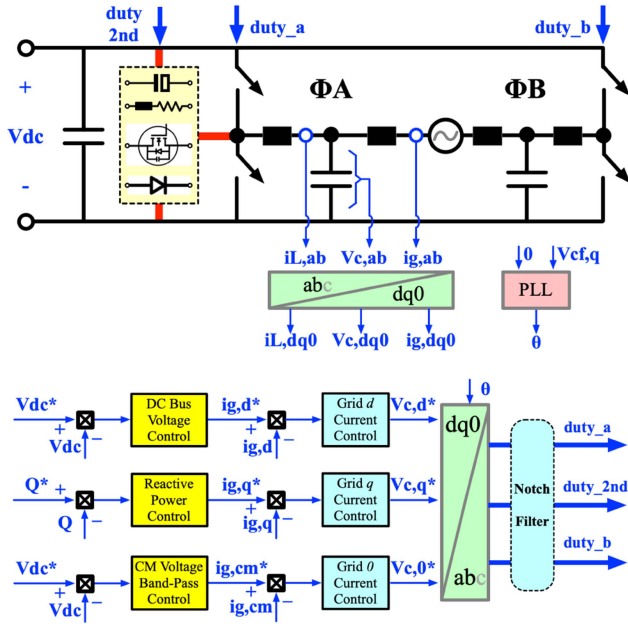 duty
2nd
duty_a
duty_b
+
Vdc
-
ΦA
ΦB
iL,ab
Vc,ab
ig,ab
abc
dq0
iL,dq0
Vc,dq0
ig,dq0
0
Vcf,q
PLL
θ
Vdc*
+
Vdc
−
DC Bus
Voltage
Control
ig,d*
+
ig,d
−
Grid d
Current
Control
Vc,d*
θ
dq0
abc
Q*
+
Q
−
Reactive
Power
Control
ig,q*
+
ig,q
−
Grid q
Current
Control
Vc,q*
Vdc*
+
Vdc
−
CM Voltage
Band-Pass
Control
ig,cm*
+
ig,cm
−
Grid 0
Current
Control
Vc,0*
Notch
Filter
duty_a
duty_2nd
duty_b